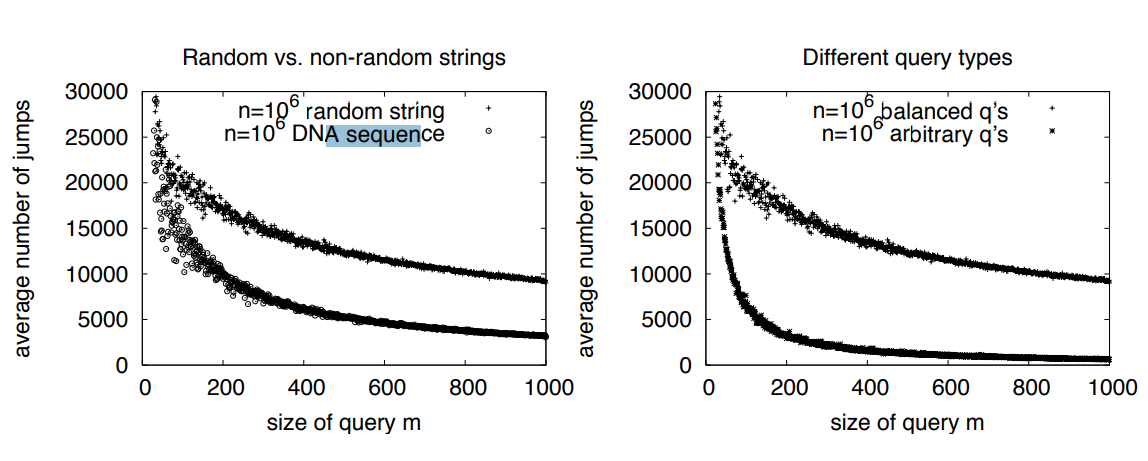 Random vs. non-random strings
30000
25000
20000
15000
10000
5000
0
average number of jumps
n=10^6 random string
n=10^6 DNA sequence
0 200 400 600 800 1000
size of query m
Different query types
30000
25000
20000
15000
10000
5000
0
average number of jumps
n=10^6 balanced q's
n=10^6 arbitrary q's
0 200 400 600 800 1000
size of query m